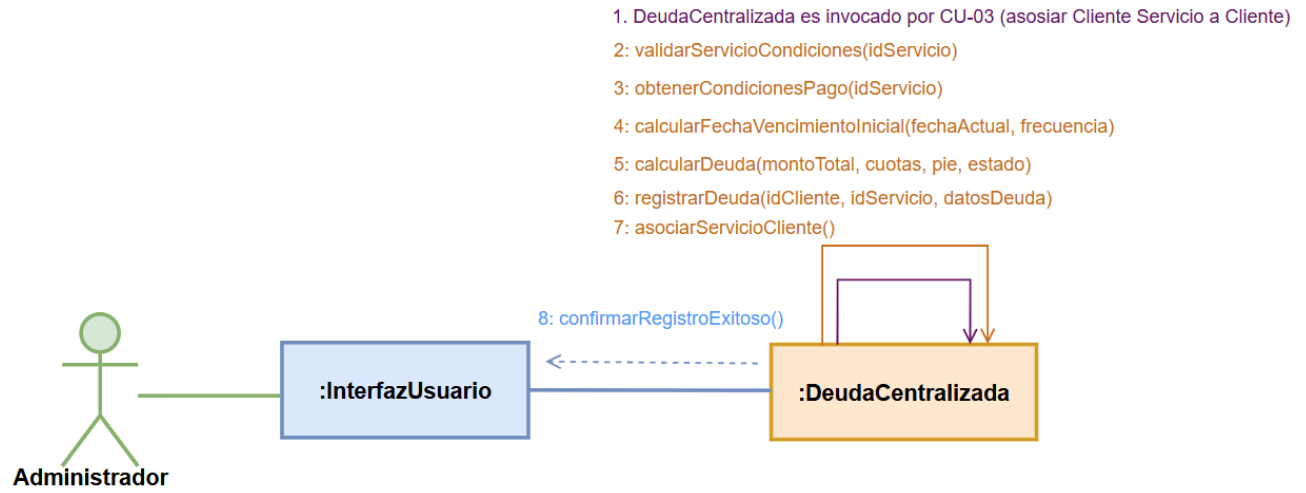 1. DeudaCentralizada es invocado por CU-03 (asosiar Cliente Servicio a Cliente)
2: validarServicioCondiciones(idServicio)
3: obtenerCondicionesPago(idServicio)
4: calcularFechaVencimientoInicial(fechaActual, frecuencia)
5: calcularDeuda(montoTotal, cuotas, pie, estado)
6: registrarDeuda(idCliente, idServicio, datosDeuda)
7: asociarServicioCliente()
8: confirmarRegistroExitoso()
:InterfazUsuario
:DeudaCentralizada
Administrador